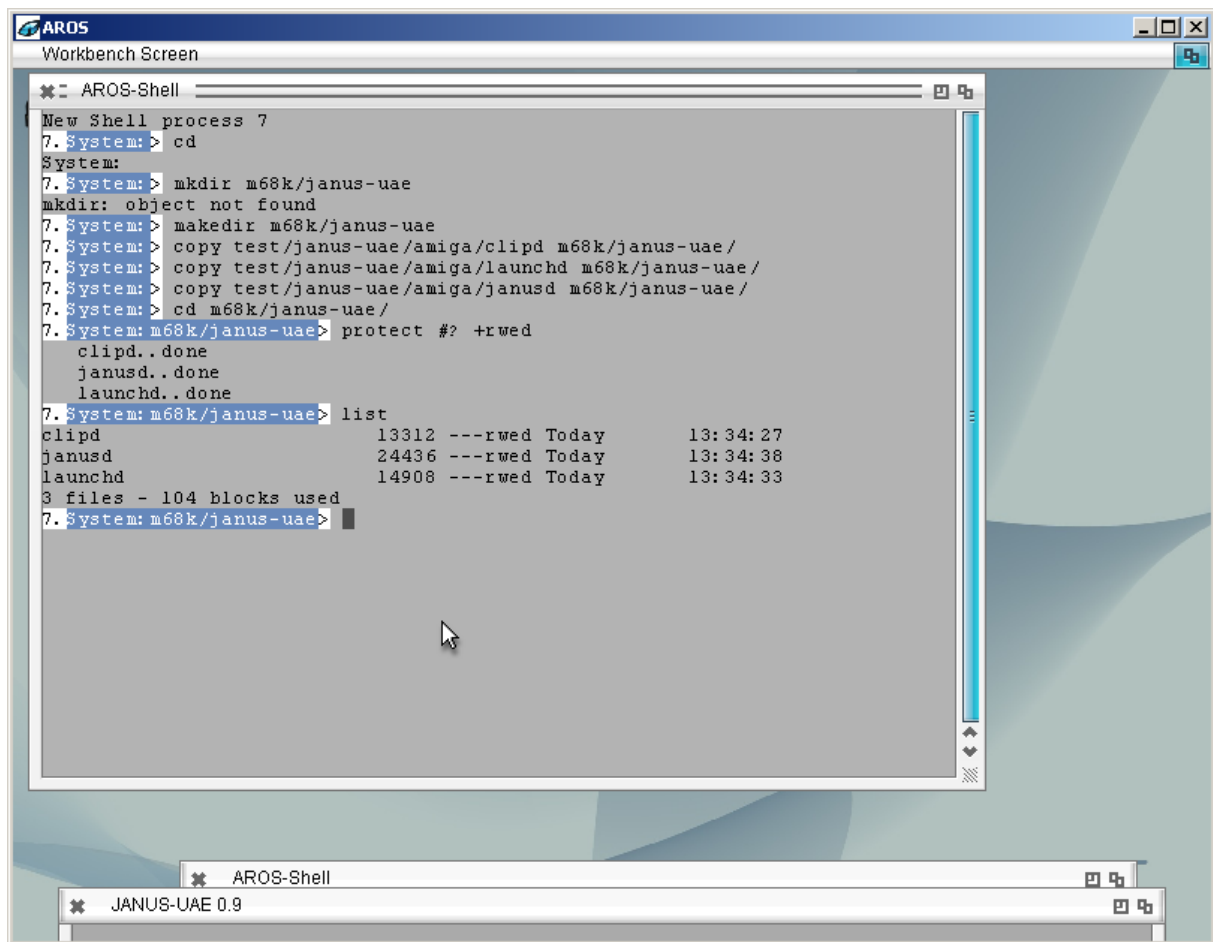 AROS
Workbench Screen
AROS-Shell
New Shell process 7
7.System:> cd
System:
7.System:> mkdir m68k/janus-uae
mkdir: object not found
7.System:> makedir m68k/janus-uae
7.System:> copy test/janus-uae/amiga/clipd m68k/janus-uae/
7.System:> copy test/janus-uae/amiga/launchd m68k/janus-uae/
7.System:> copy test/janus-uae/amiga/janusd m68k/janus-uae/
7.System:> cd m68k/janus-uae/
7.System:m68k/janus-uae> protect #? +rwed
clipd..done
janusd..done
launchd..done
7.System:m68k/janus-uae> list
clipd 13312 ---rwed Today 13:34:27
janusd 24436 ---rwed Today 13:34:38
launchd 14908 ---rwed Today 13:34:33
3 files - 104 blocks used
7.System:m68k/janus-uae>
AROS-Shell
JANUS-UAE 0.9